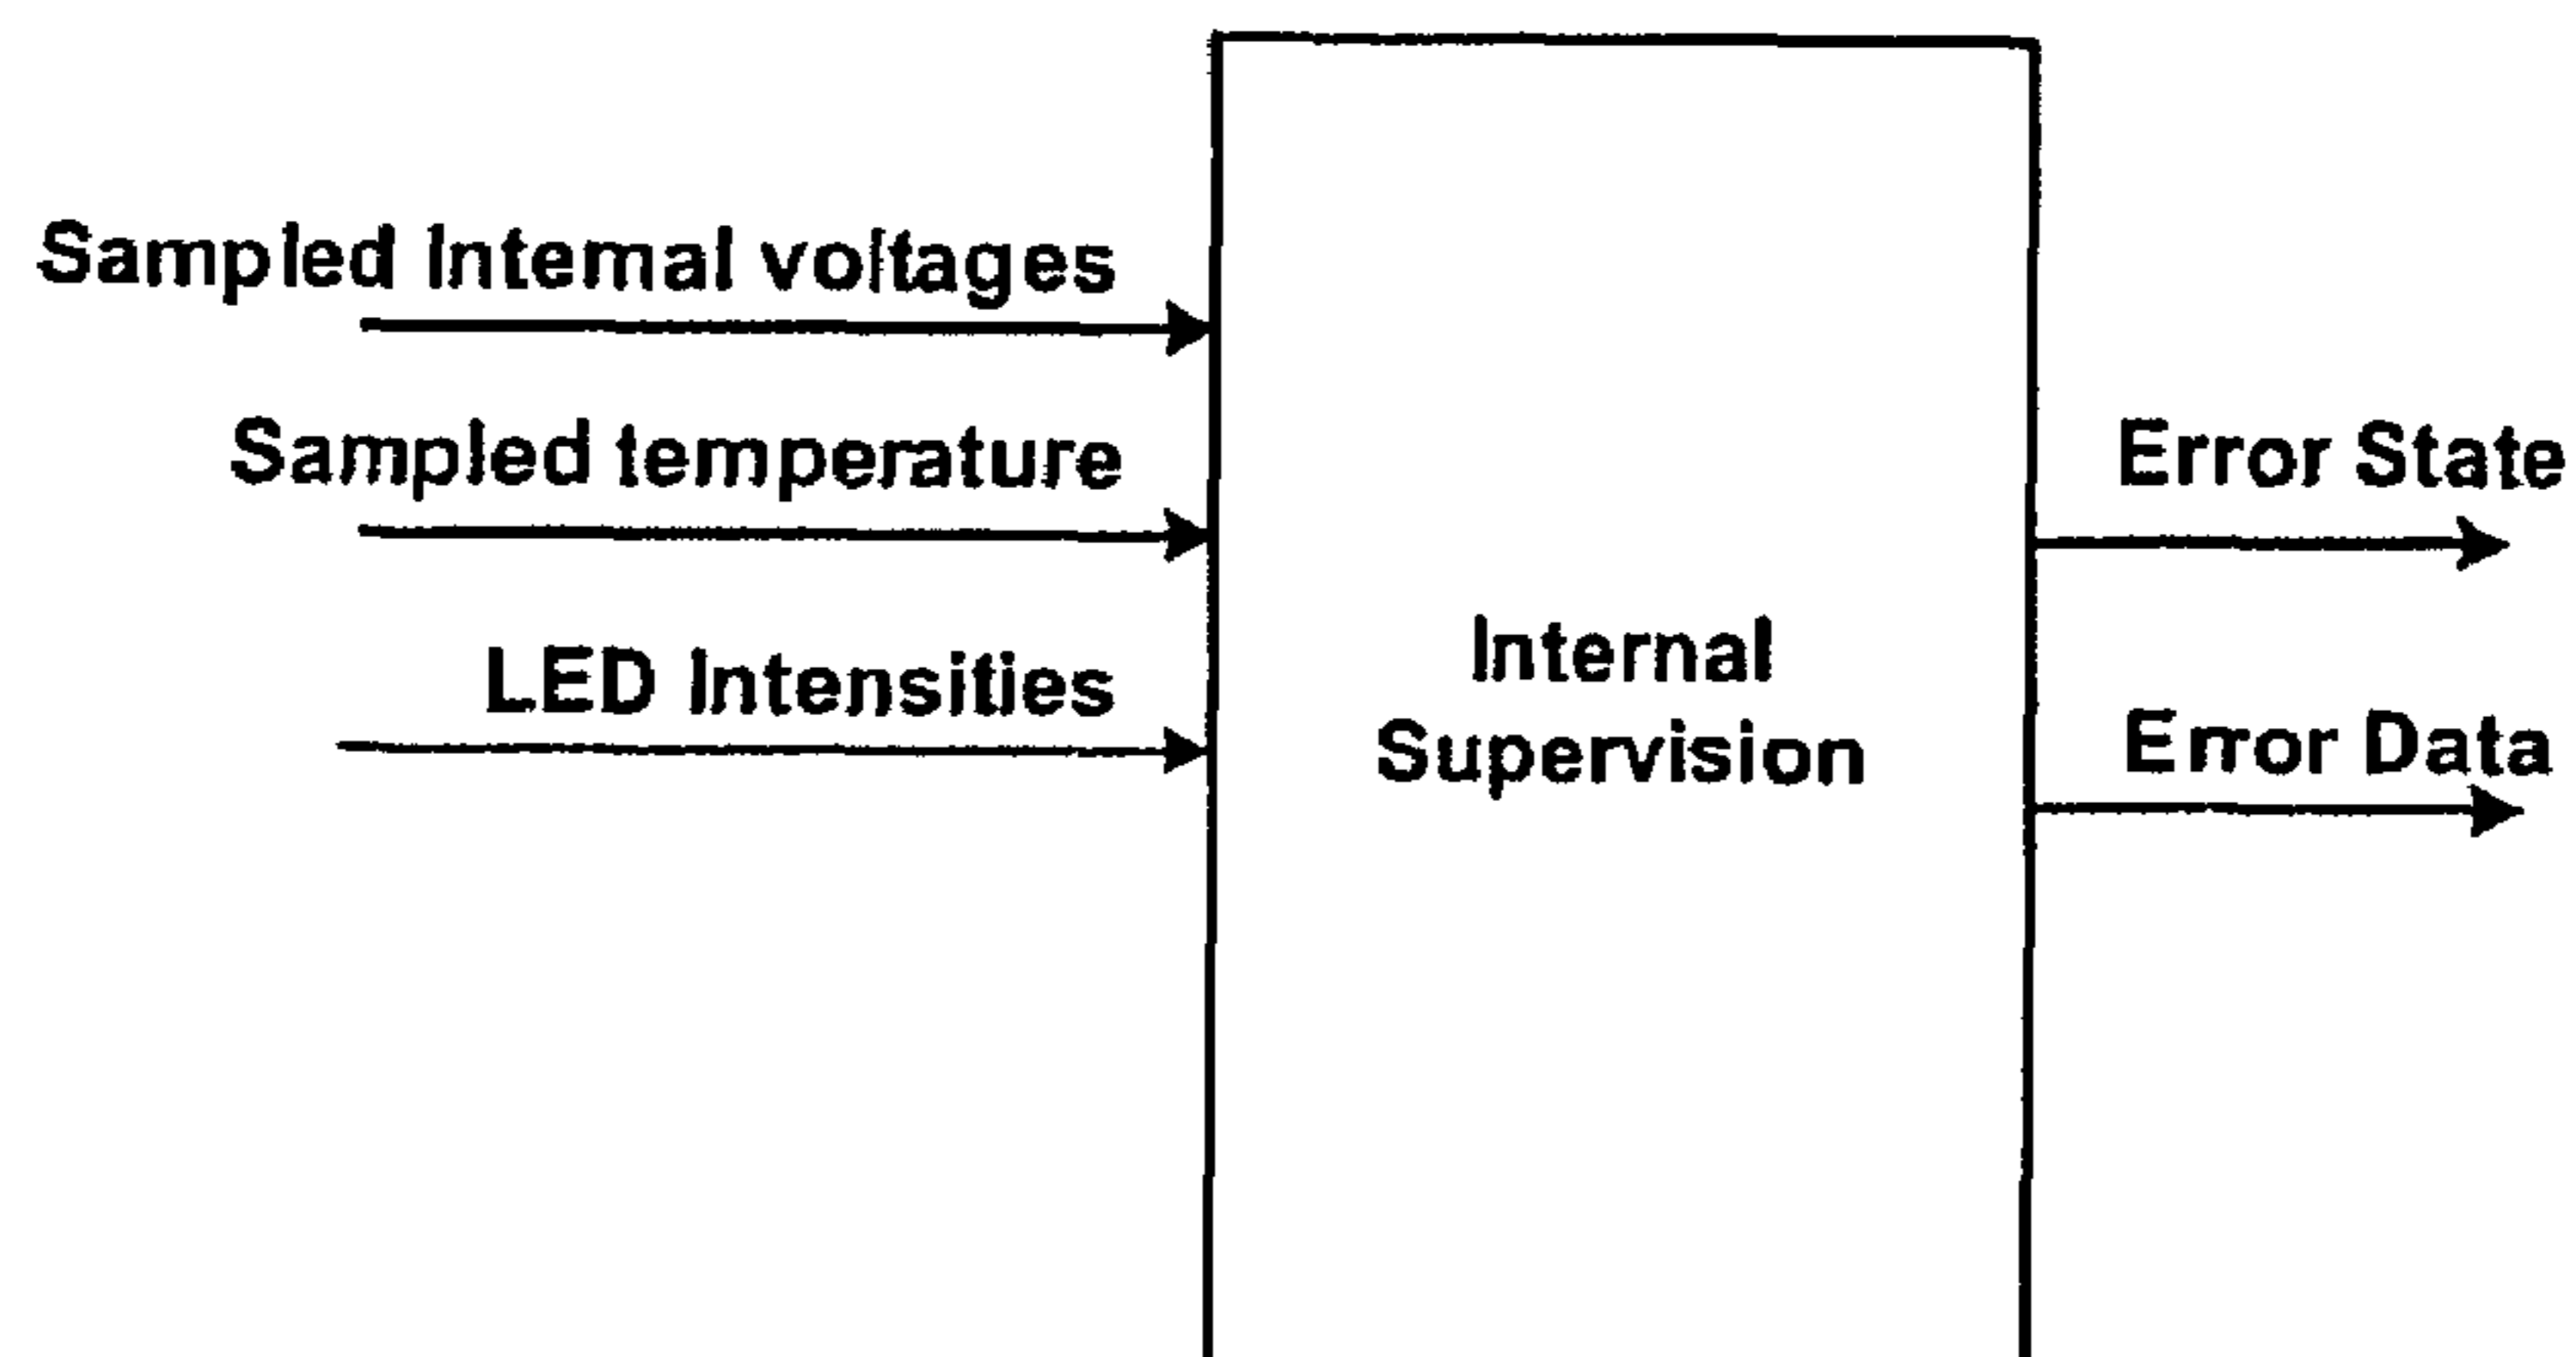 Sampled Internal voltages
Sampled temperature
LED Intensities
Internal
Supervision
Error State
Error Data